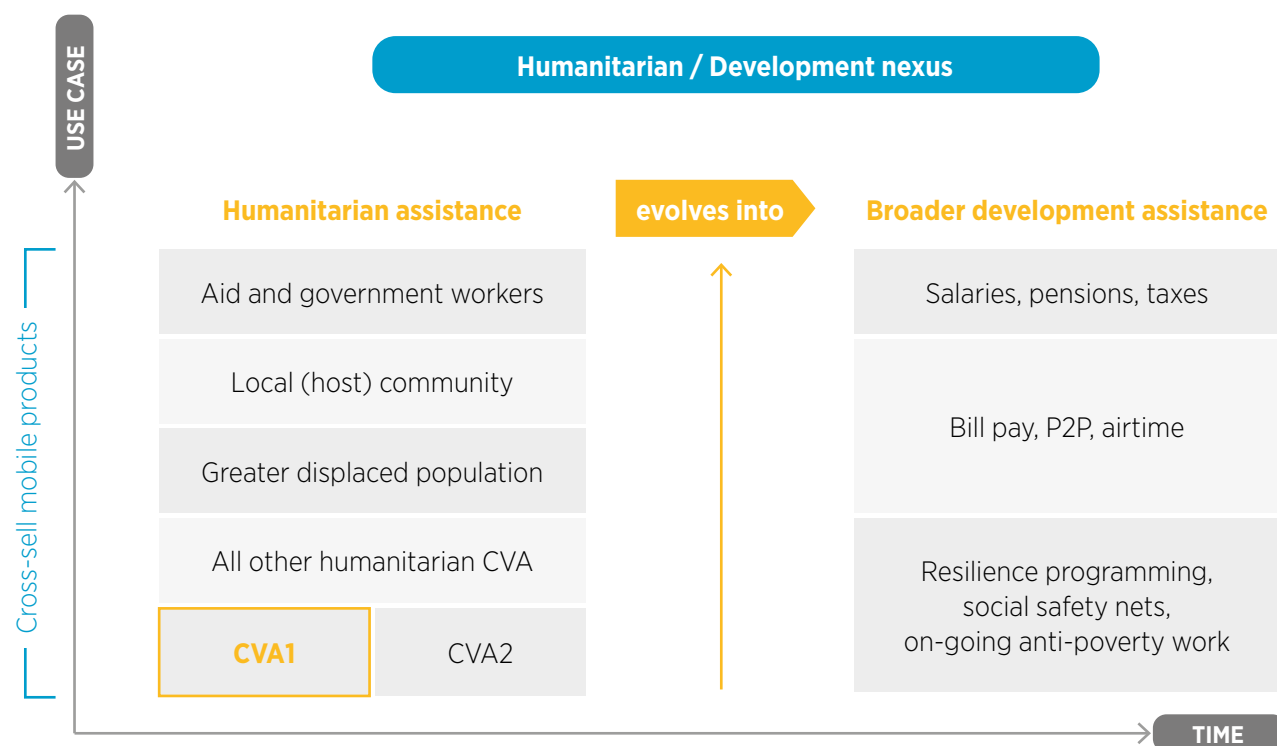 USE CASE
Humanitarian / Development nexus
Humanitarian assistance
evolves into
Broader development assistance
Cross-sell mobile products
Aid and government workers
Local (host) community
Greater displaced population
All other humanitarian CVA
CVA1
CVA2
Salaries, pensions, taxes
Bill pay, P2P, airtime
Resilience programming,
social safety nets,
on-going anti-poverty work
TIME